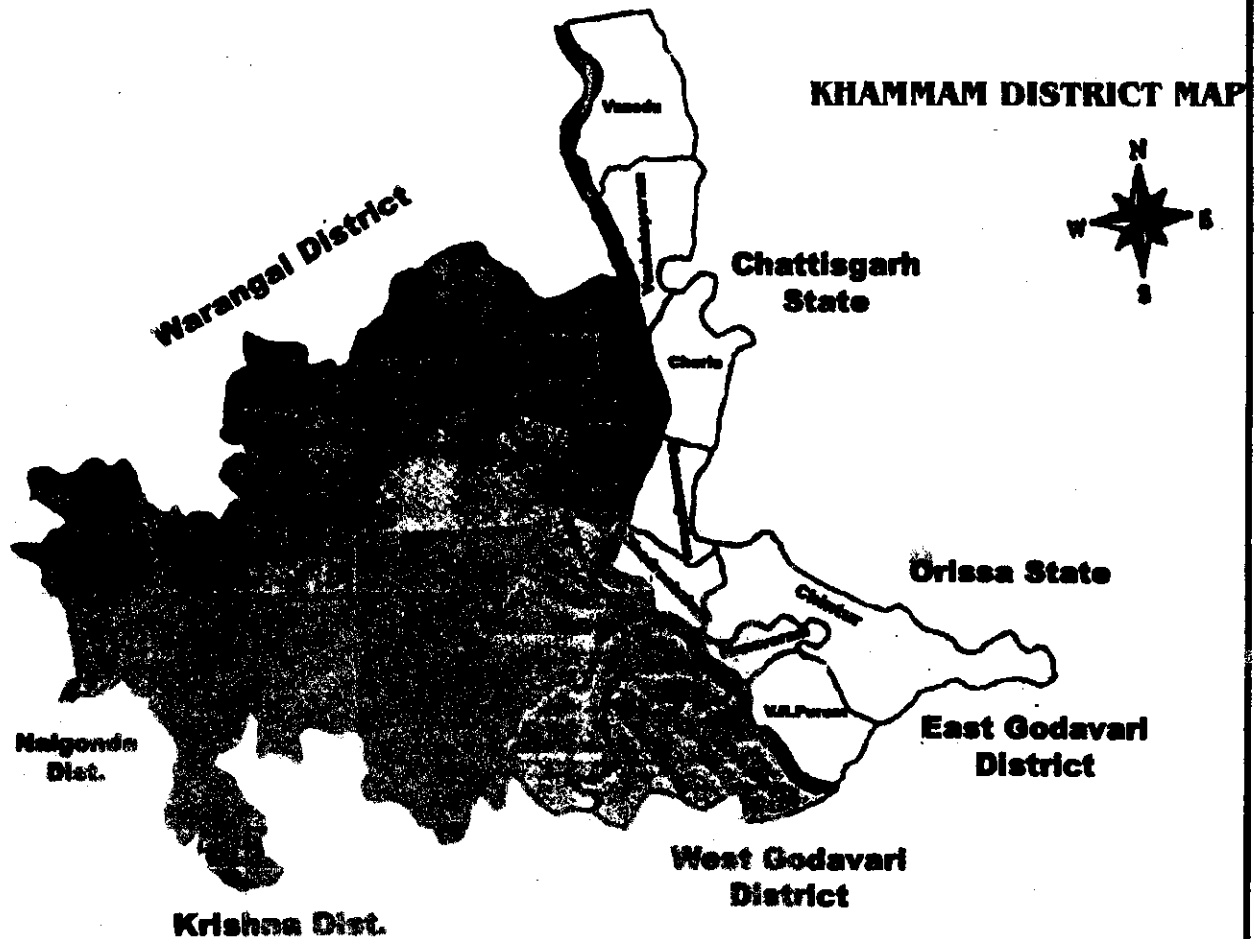 KHAMMAM DISTRICT MAP
N
W
E
S
Warangal District
Chattisgarh
State
Charla
Orissa State
Chintur
V.R.Puram
East Godavari
District
Nalgonda
Dist.
West Godavari
District
Krishna Dist.